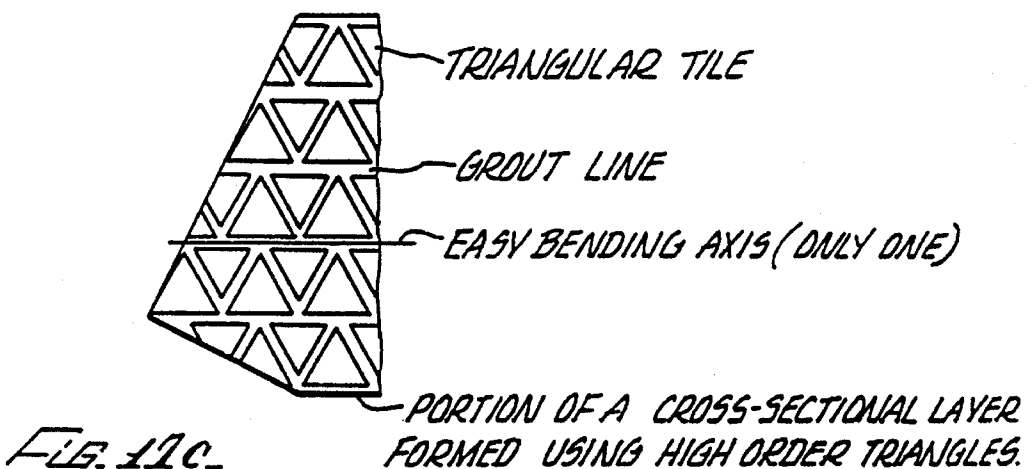 TRIANGULAR TILE
GROUT LINE
EASY BENDING AXIS (ONLY ONE)
PORTION OF A CROSS-SECTIONAL LAYER
FORMED USING HIGH ORDER TRIANGLES.
FIG. 11c.